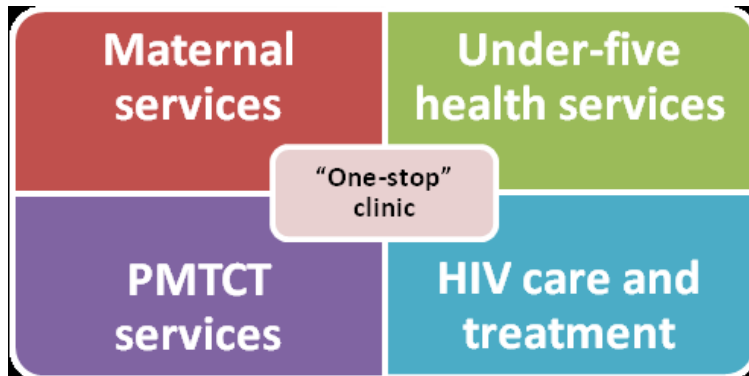 Maternal
services
Under-five
health services
“One-stop”
clinic
PMTCT
services
HIV care and
treatment